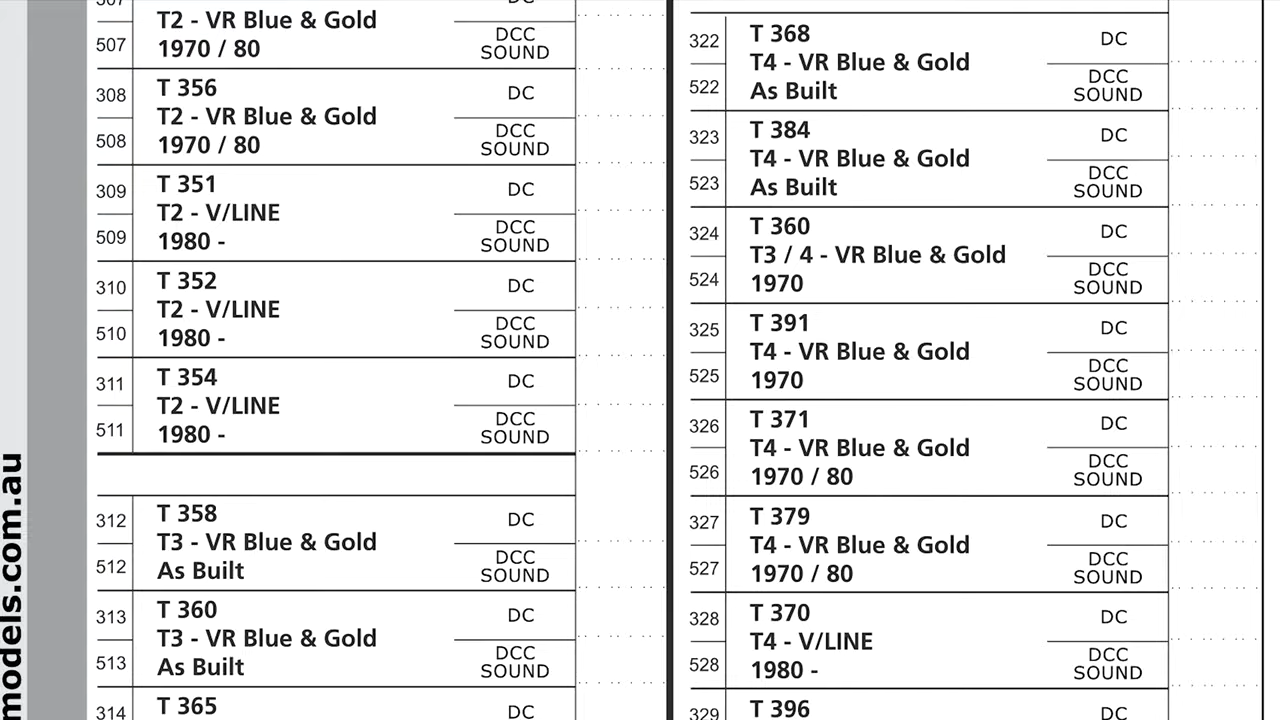 307
DC
T2 - VR Blue & Gold
507
1970 / 80
DCC
SOUND
308
T 356
DC
T2 - VR Blue & Gold
508
1970 / 80
DCC
SOUND
309
T 351
DC
T2 - V/LINE
509
1980 -
DCC
SOUND
310
T 352
DC
T2 - V/LINE
510
1980 -
DCC
SOUND
311
T 354
DC
T2 - V/LINE
511
1980 -
DCC
SOUND
312
T 358
DC
T3 - VR Blue & Gold
512
As Built
DCC
SOUND
313
T 360
DC
T3 - VR Blue & Gold
513
As Built
DCC
SOUND
314
T 365
DC
322
T 368
DC
T4 - VR Blue & Gold
522
As Built
DCC
SOUND
323
T 384
DC
T4 - VR Blue & Gold
523
As Built
DCC
SOUND
324
T 360
DC
T3 / 4 - VR Blue & Gold
524
1970
DCC
SOUND
325
T 391
DC
T4 - VR Blue & Gold
525
1970
DCC
SOUND
326
T 371
DC
T4 - VR Blue & Gold
526
1970 / 80
DCC
SOUND
327
T 379
DC
T4 - VR Blue & Gold
527
1970 / 80
DCC
SOUND
328
T 370
DC
T4 - V/LINE
528
1980 -
DCC
SOUND
329
T 396
DC
models.com.au